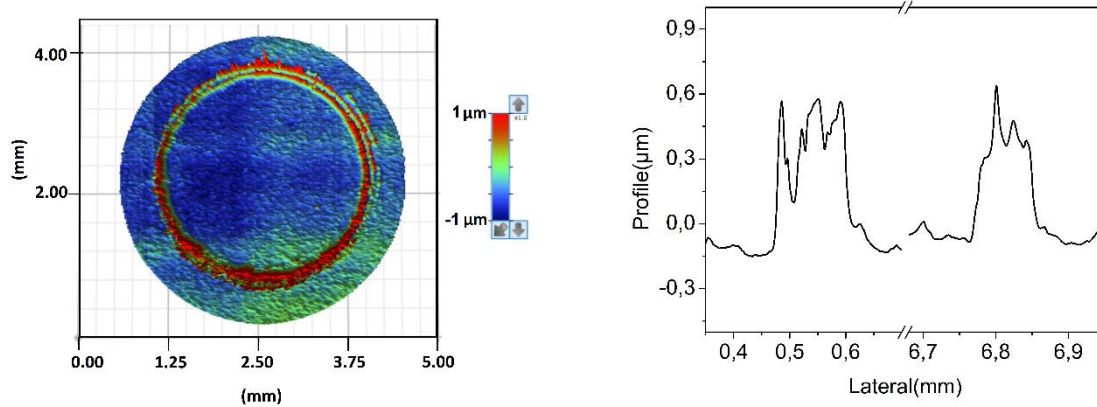 4.00
2.00
(mm)
0.00 1.25 2.50 3.75 5.00
(mm)
1 µm
-1 µm
0,9
0,6
0,3
0,0
-0,3
Profile(µm)
0,4 0,5 0,6 6,7 6,8 6,9
Lateral(mm)